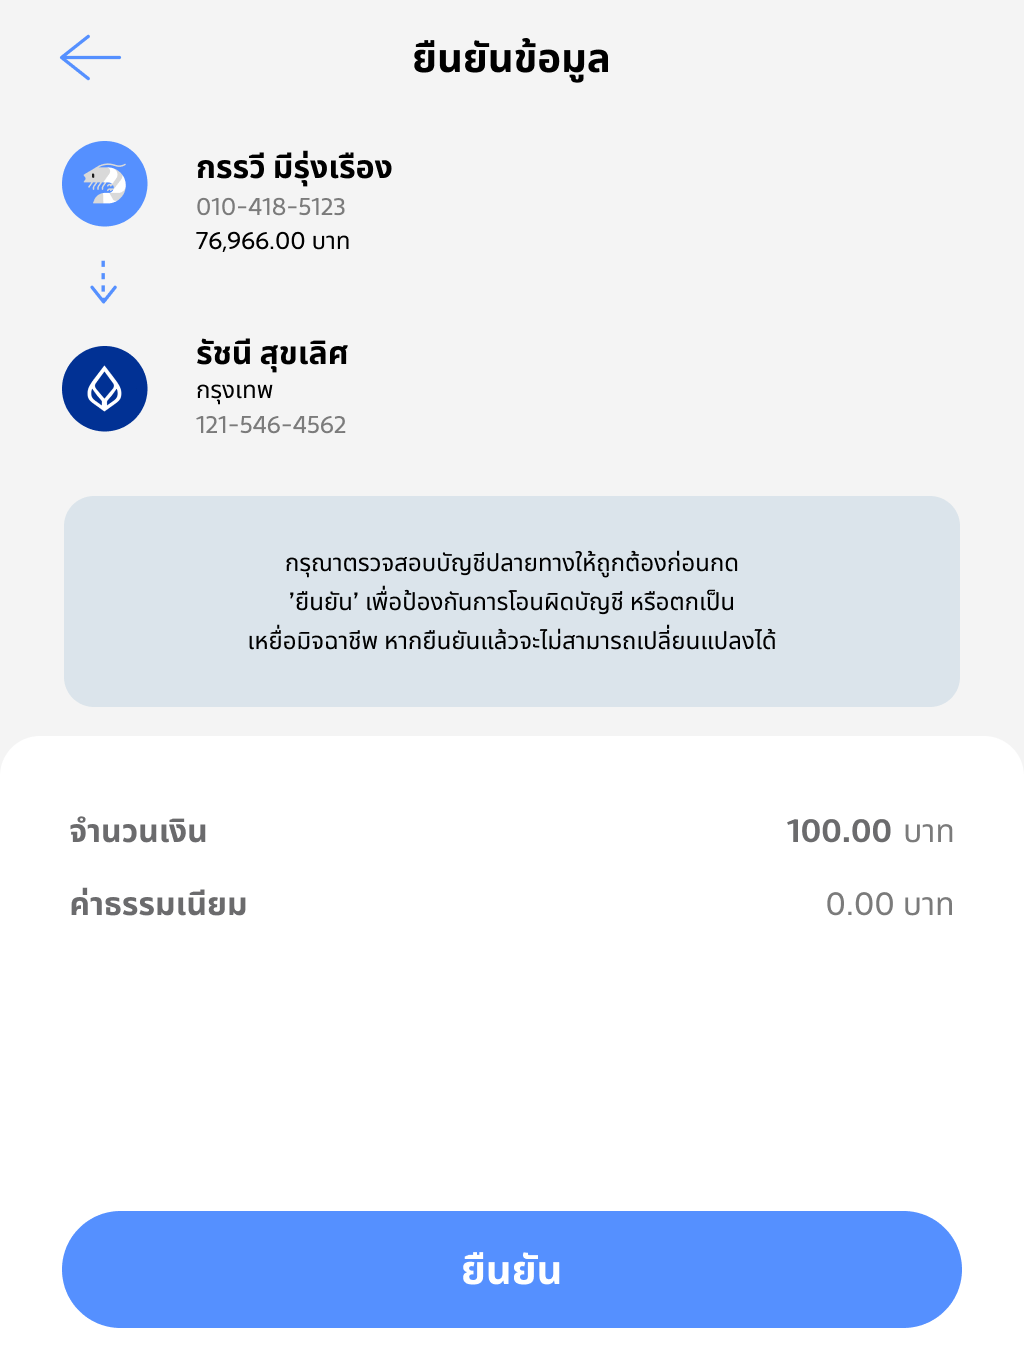 ยืนยันข้อมูล
กรรวี มีรุ่งเรือง
010-418-5123
76,966.00 บาท
รัชนี สุขเลิศ
กรุงเทพ
121-546-4562
กรุณาตรวจสอบบัญชีปลายทางให้ถูกต้องก่อนกด
’ยืนยัน’ เพื่อป้องกันการโอนผิดบัญชี หรือตกเป็น
เหยื่อมิจฉาชีพ หากยืนยันแล้วจะไม่สามารถเปลี่ยนแปลงได้
จำนวนเงิน 100.00 บาท
ค่าธรรมเนียม 0.00 บาท
ยืนยัน